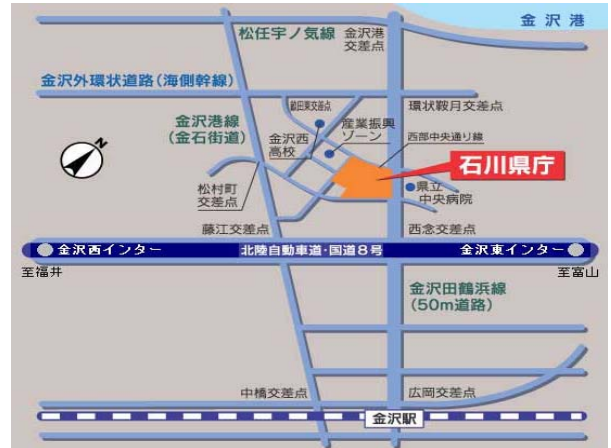 金沢港
松任宇ノ気線
金沢港
交差点
金沢外環状道路(海側幹線)
金沢港線
(金石街道)
畝田東交差点
環状鞍月交差点
金沢西
高校
産業振興
ゾーン
西部中央通り線
石川県庁
N
県立
中央病院
松村町
交差点
藤江交差点
西念交差点
金沢西インター
北陸自動車道・国道8号
金沢東インター
至福井
至富山
金沢田鶴浜線
(50m道路)
中橋交差点
広岡交差点
金沢駅